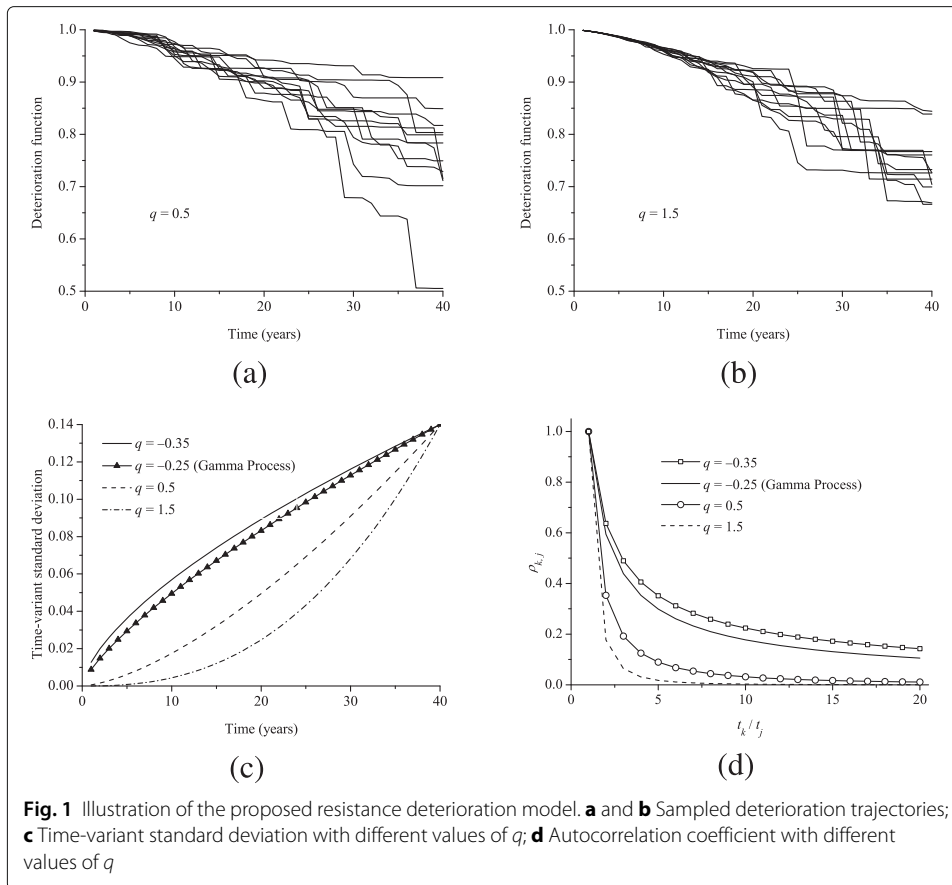 1.0
0.9
0.8
0.7
0.6
0.5
Deterioration function
q = 0.5
0 10 20 30 40
Time (years)
(a)
1.0
0.9
0.8
0.7
0.6
0.5
Deterioration function
q = 1.5
0 10 20 30 40
Time (years)
(b)
0.14
0.12
0.10
0.08
0.06
0.04
0.02
0.00
Time-variant standard deviation
q = –0.35
q = –0.25 (Gamma Process)
q = 0.5
q = 1.5
0 10 20 30 40
Time (years)
(c)
1.0
0.8
0.6
0.4
0.2
0.0
ρk,j
q = –0.35
q = –0.25 (Gamma Process)
q = 0.5
q = 1.5
0 5 10 15 20
tk / tj
(d)
Fig. 1 Illustration of the proposed resistance deterioration model. a and b Sampled deterioration trajectories;
c Time-variant standard deviation with different values of q; d Autocorrelation coefficient with different
values of q